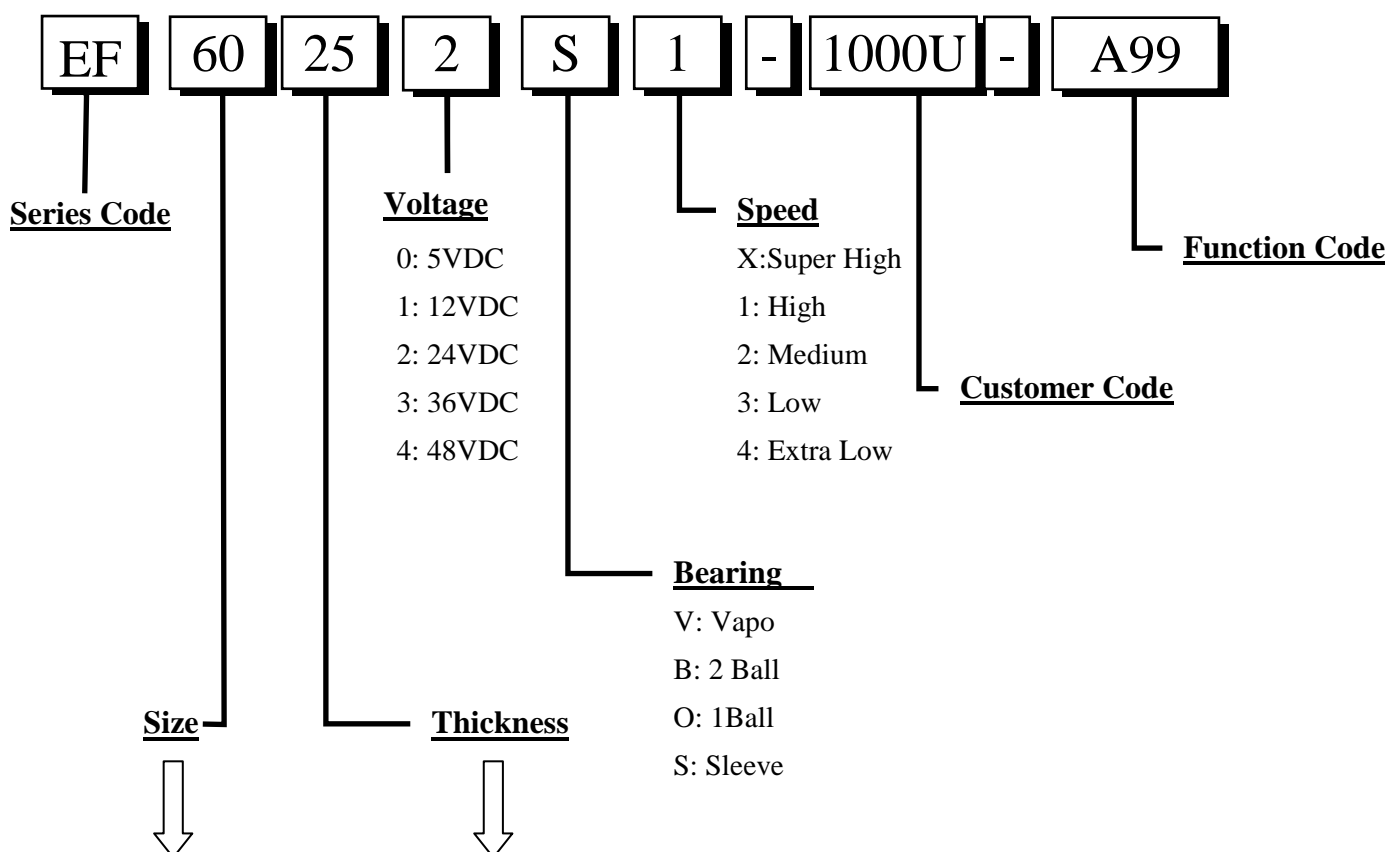 EF 60 25 2 S 1 - 1000U - A99
Series Code
Voltage
0: 5VDC
1: 12VDC
2: 24VDC
3: 36VDC
4: 48VDC
Speed
X:Super High
1: High
2: Medium
3: Low
4: Extra Low
Function Code
Customer Code
Bearing
V: Vapo
B: 2 Ball
O: 1Ball
S: Sleeve
Size
Thickness